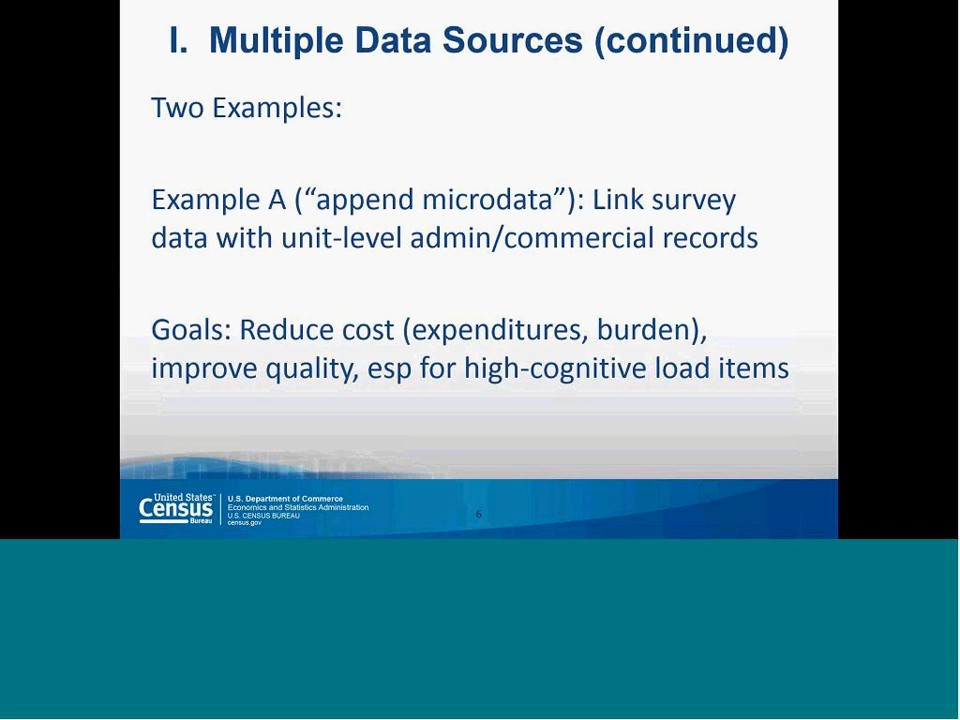 I.  Multiple Data Sources (continued)
Two Examples:
Example A (“append microdata”): Link survey
data with unit-level admin/commercial records
Goals: Reduce cost (expenditures, burden),
improve quality, esp for high-cognitive load items
United States™
Census
Bureau
U.S. Department of Commerce
Economics and Statistics Administration
U.S. CENSUS BUREAU
census.gov
6